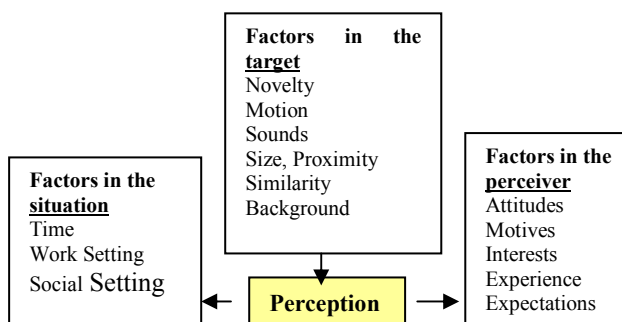 Factors in the
target
Novelty
Motion
Sounds
Size, Proximity
Similarity
Background
Factors in the
situation
Time
Work Setting
Social Setting
Factors in the
perceiver
Attitudes
Motives
Interests
Experience
Expectations
Perception